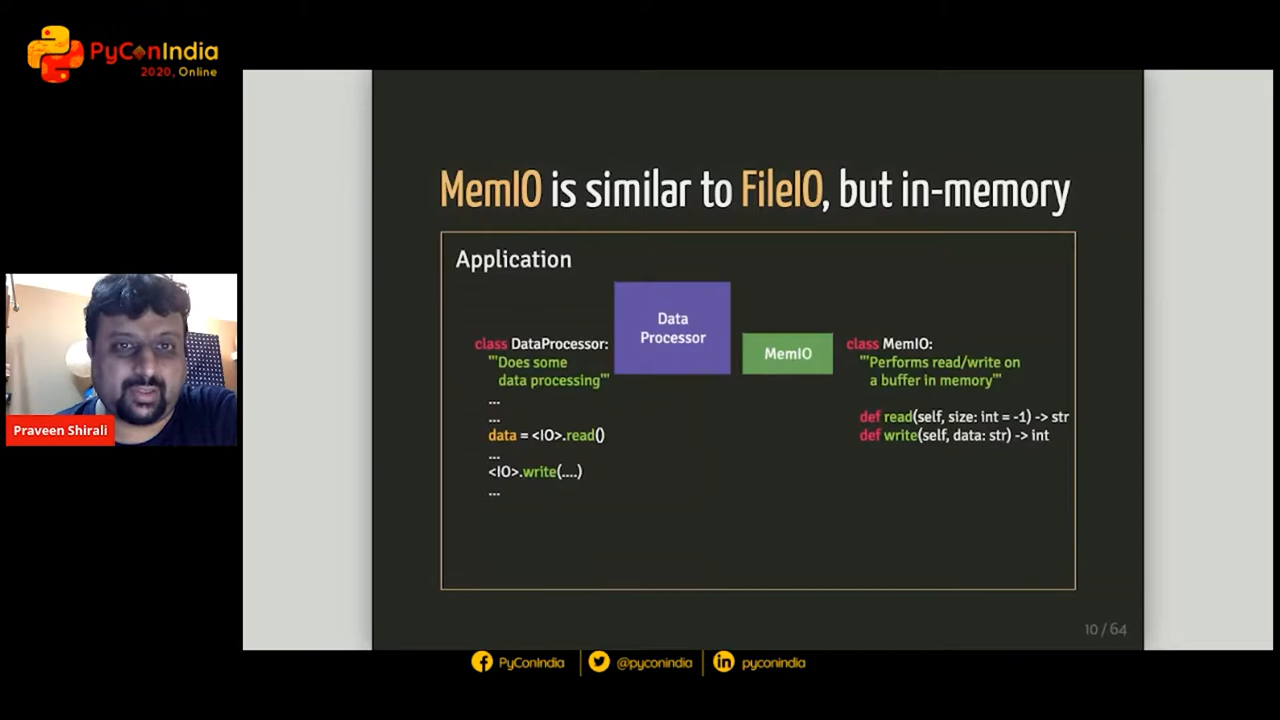 PyConIndia
2020, Online
MemIO is similar to FileIO, but in-memory
Application
Data
Processor
MemIO
class DataProcessor:
'''Does some
data processing'''
...
...
data = <IO>.read()
...
<IO>.write(....)
...
class MemIO:
'''Performs read/write on
a buffer in memory'''
def read(self, size: int = -1) -> str
def write(self, data: str) -> int
Praveen Shirali
10 / 64
PyConIndia
@pyconindia
pyconindia